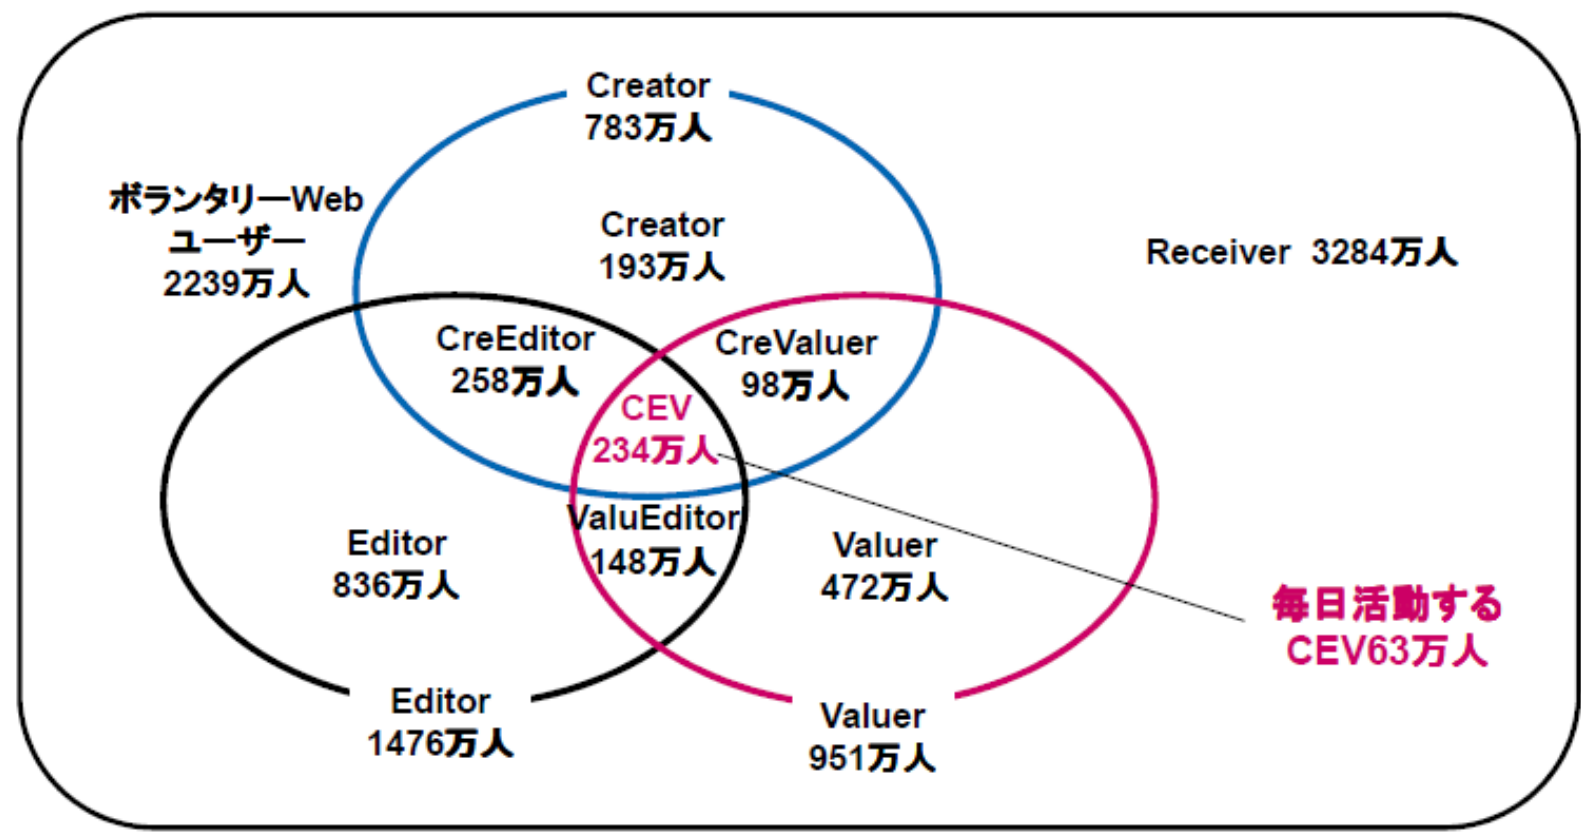 Creator
783万人
ボランタリーWeb
ユーザー
2239万人
Creator
193万人
Receiver 3284万人
CreEditor
258万人
CreValuer
98万人
CEV
234万人
ValuEditor
148万人
Editor
836万人
Valuer
472万人
毎日活動する
CEV63万人
Editor
1476万人
Valuer
951万人